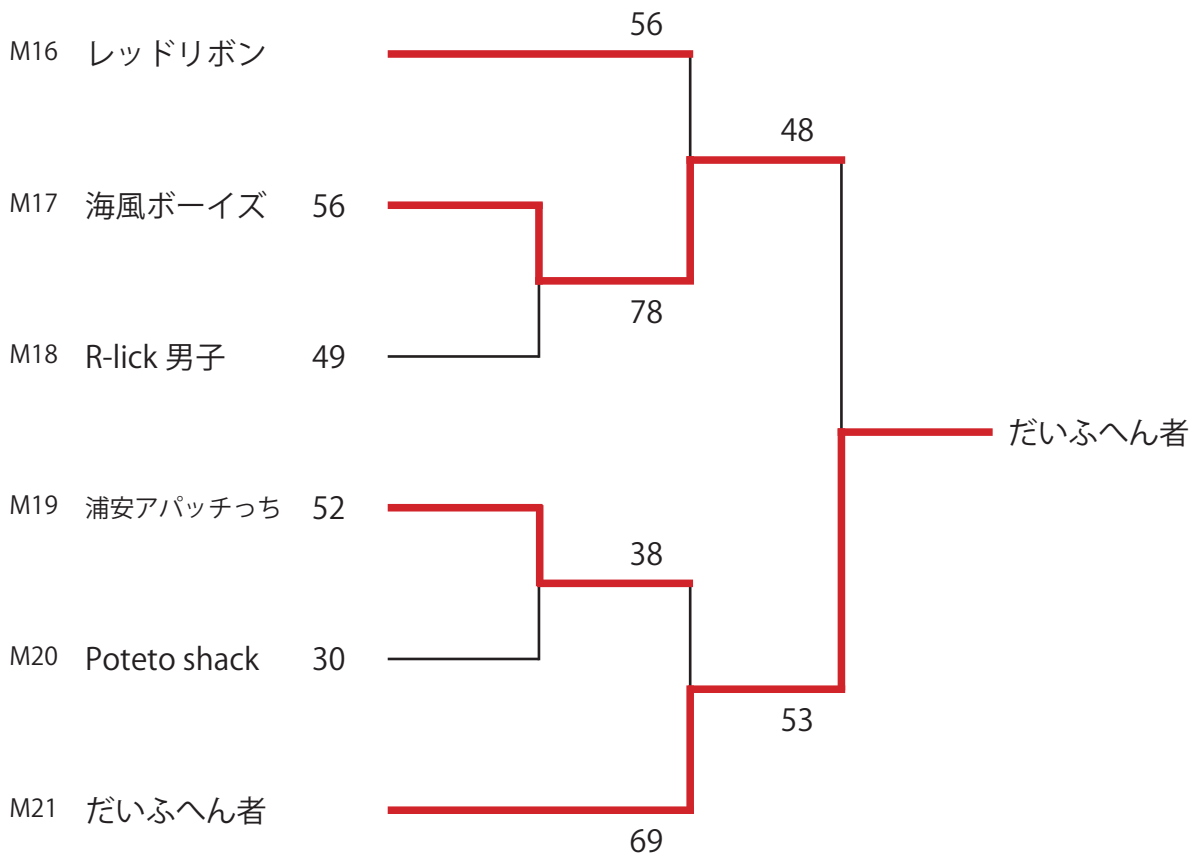 56
M16 レッドリボン
48
M17 海風ボーイズ 56
78
M18 R-lick 男子 49
だいふへん者
M19 浦安アパッチっち 52
38
M20 Poteto shack 30
53
M21 だいふへん者
69